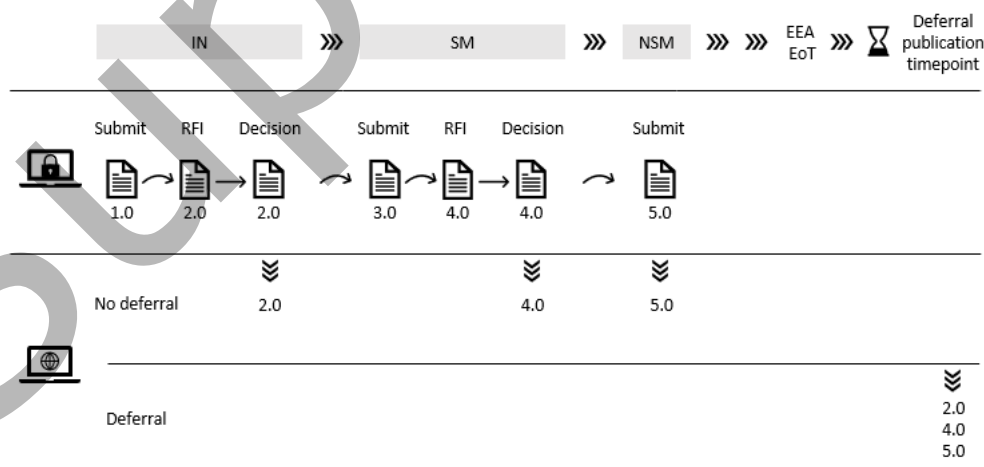 IN
SM
NSM
EEA
EoT
Deferral
publication
timepoint
Submit RFI Decision Submit RFI Decision Submit
1.0 2.0 2.0 3.0 4.0 4.0 5.0
No deferral 2.0 4.0 5.0
Deferral
2.0
4.0
5.0